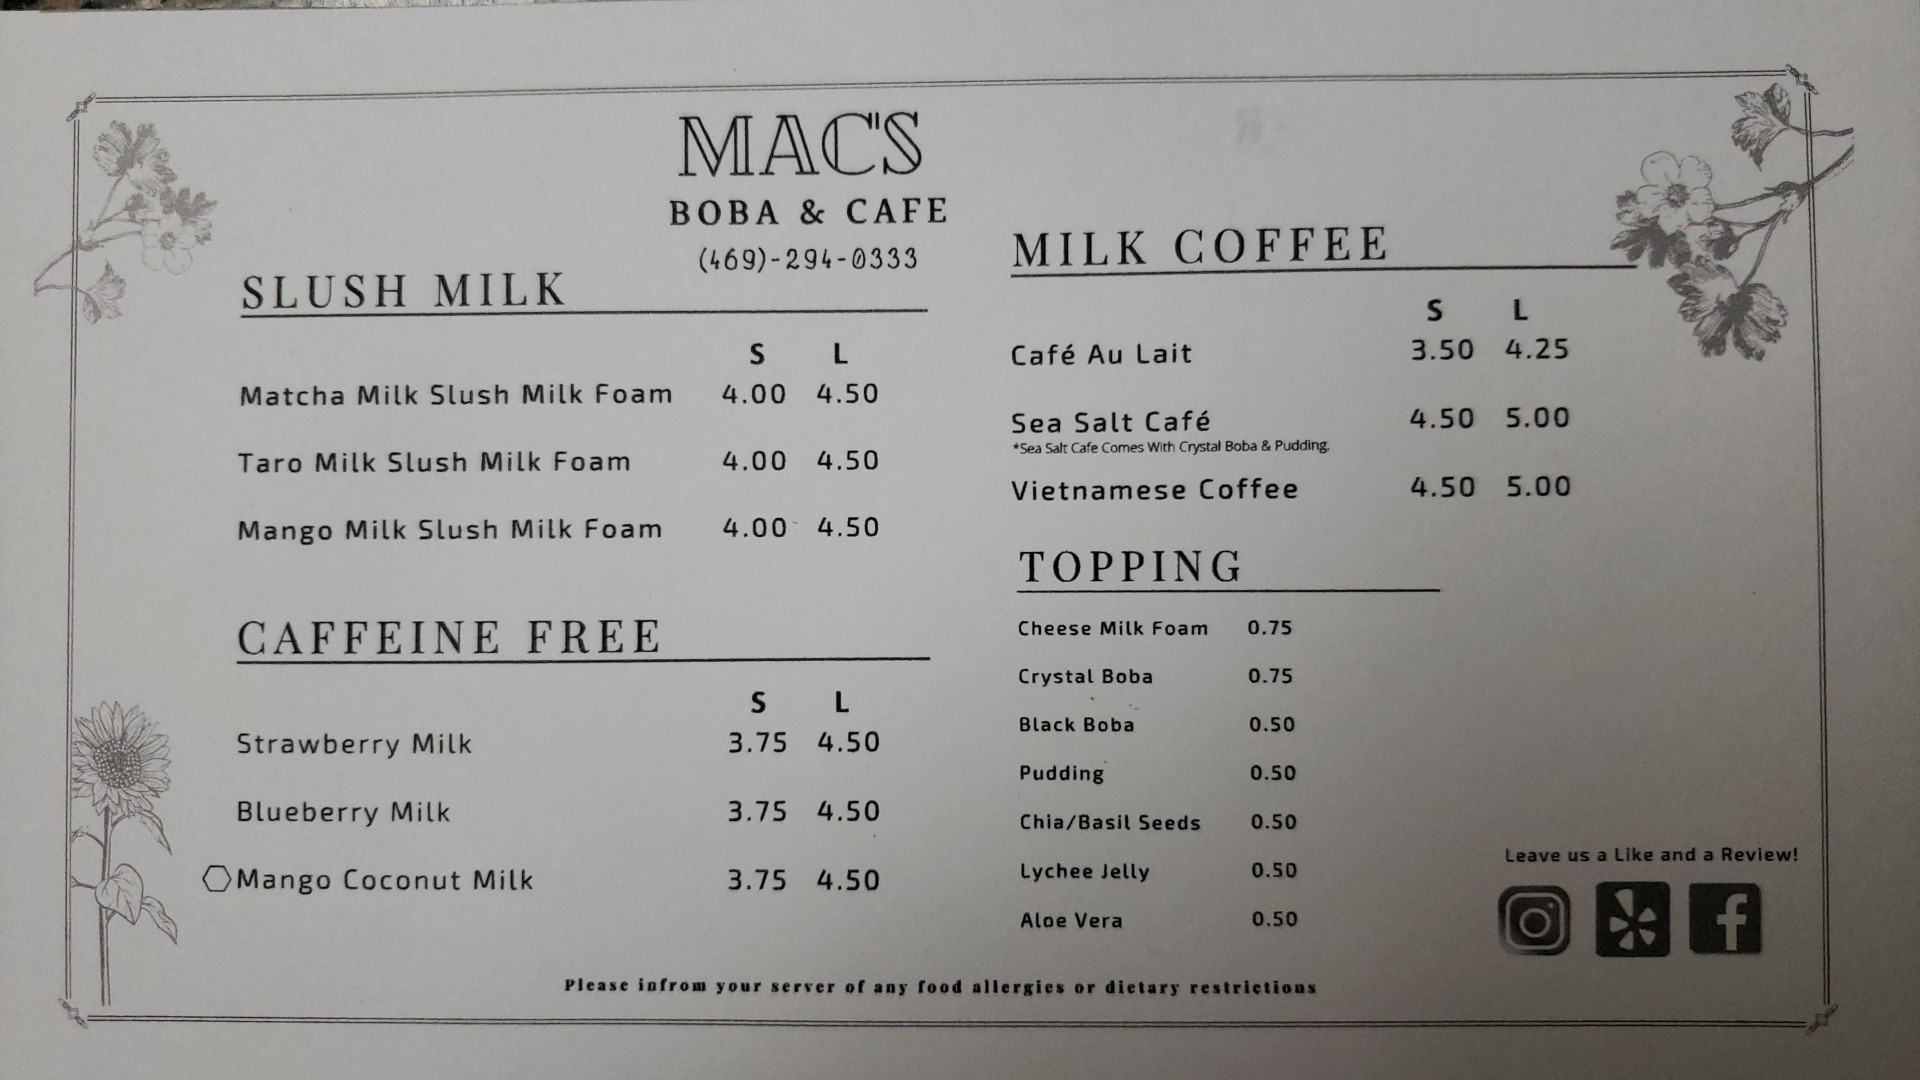 MAC'S
BOBA & CAFE
(469)-294-0333
SLUSH MILK
S L
Matcha Milk Slush Milk Foam 4.00 4.50
Taro Milk Slush Milk Foam 4.00 4.50
Mango Milk Slush Milk Foam 4.00 4.50
CAFFEINE FREE
S L
Strawberry Milk 3.75 4.50
Blueberry Milk 3.75 4.50
Mango Coconut Milk 3.75 4.50
MILK COFFEE
S L
Café Au Lait 3.50 4.25
Sea Salt Café 4.50 5.00
*Sea Salt Cafe Comes With Crystal Boba & Pudding.
Vietnamese Coffee 4.50 5.00
TOPPING
Cheese Milk Foam 0.75
Crystal Boba 0.75
Black Boba 0.50
Pudding 0.50
Chia/Basil Seeds 0.50
Lychee Jelly 0.50
Aloe Vera 0.50
Leave us a Like and a Review!
Please infrom your server of any food allergies or dietary restrictions